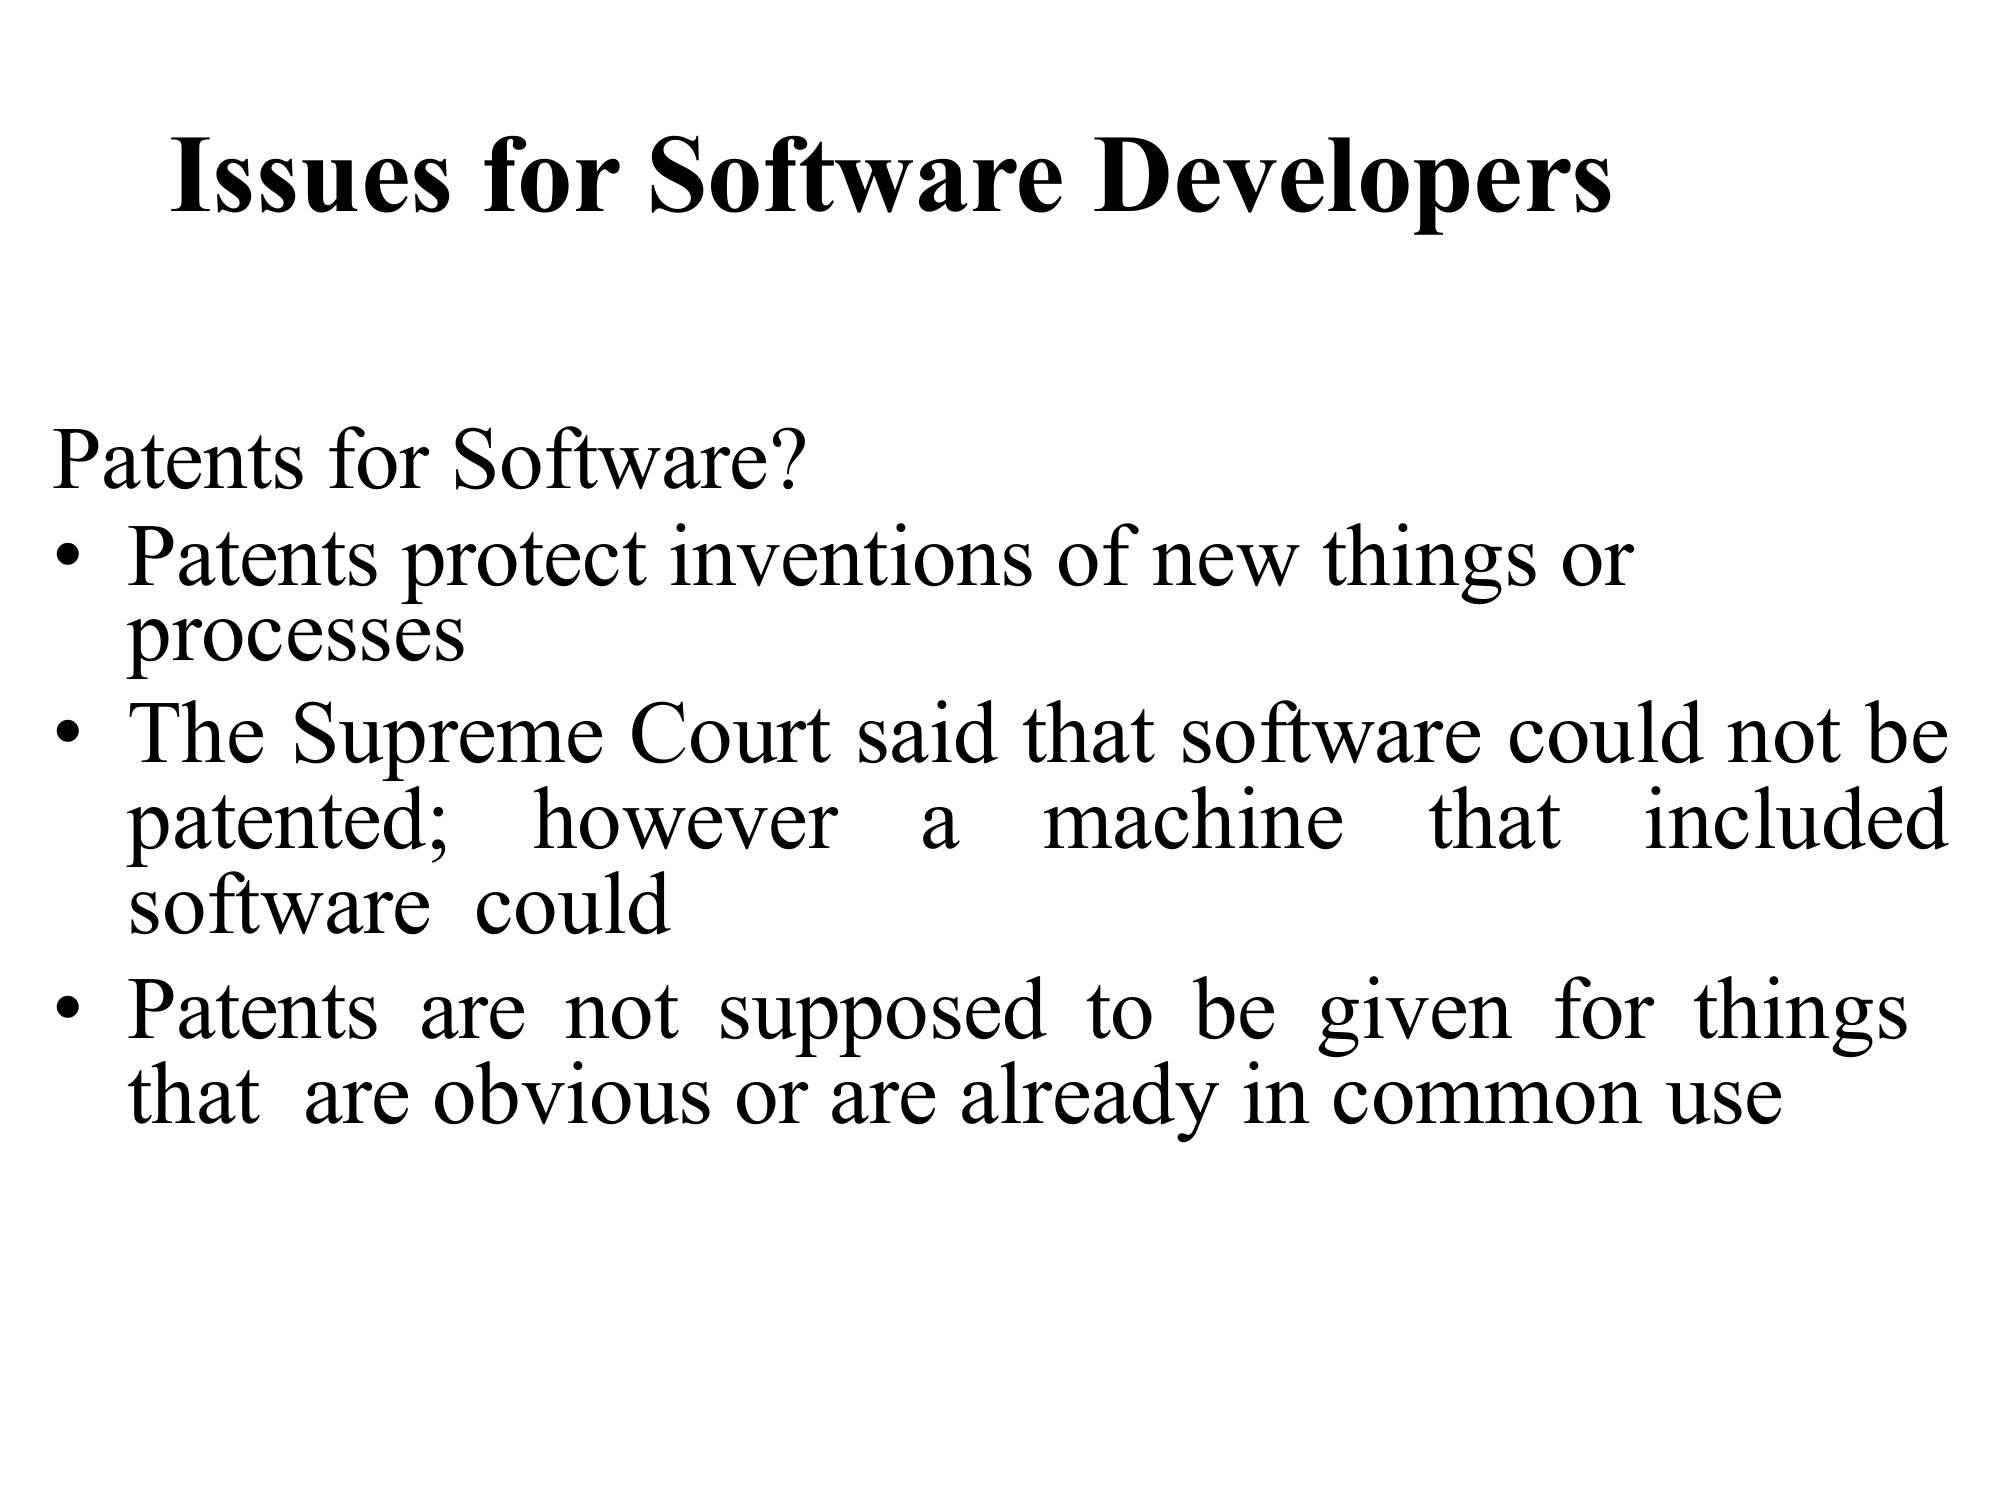 Issues for Software Developers
Patents for Software?
• Patents protect inventions of new things or
processes
• The Supreme Court said that software could not be
patented; however a machine that included
software could
• Patents are not supposed to be given for things
that are obvious or are already in common use